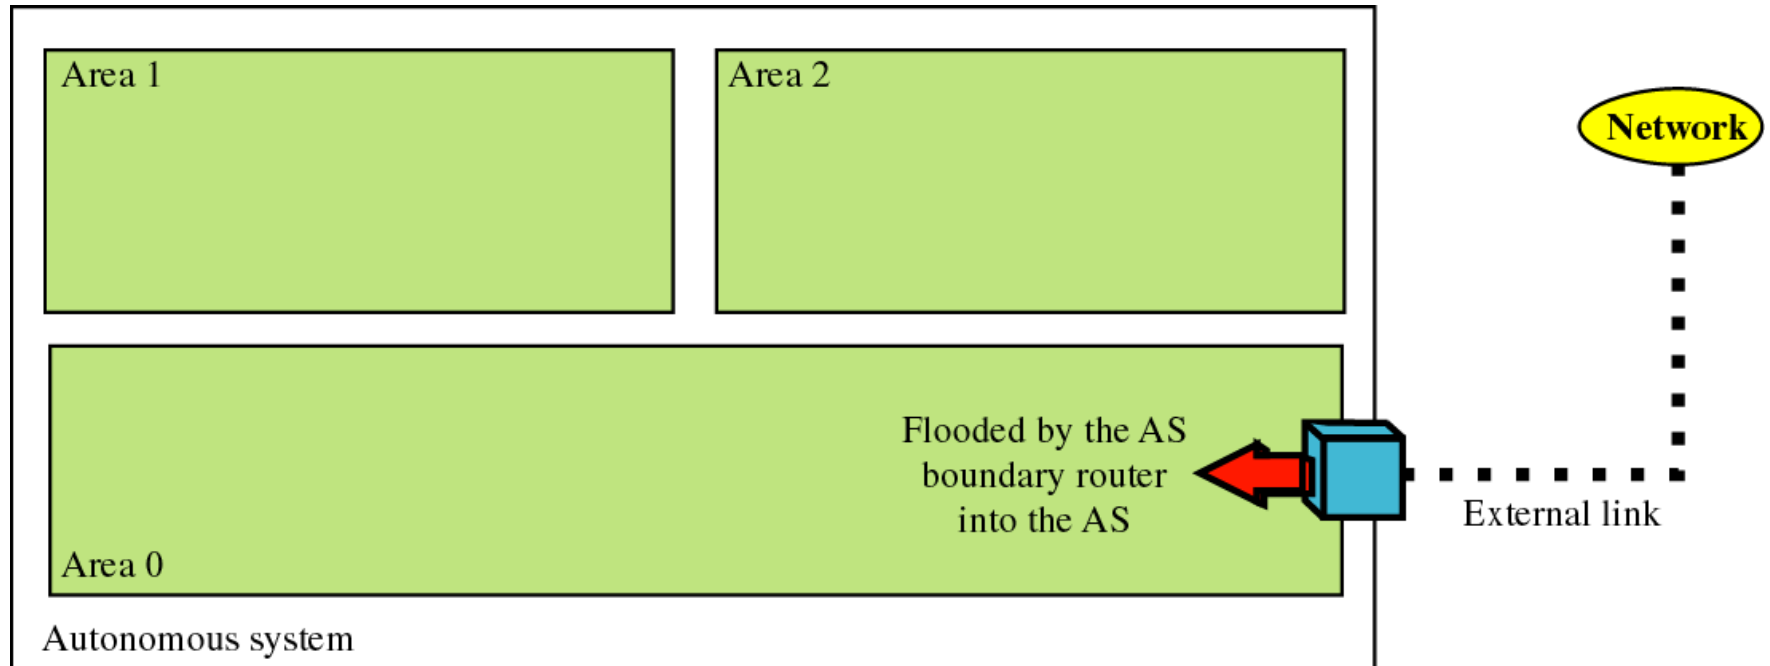 Area 1
Area 2
Network
Flooded by the AS
boundary router
into the AS
External link
Area 0
Autonomous system